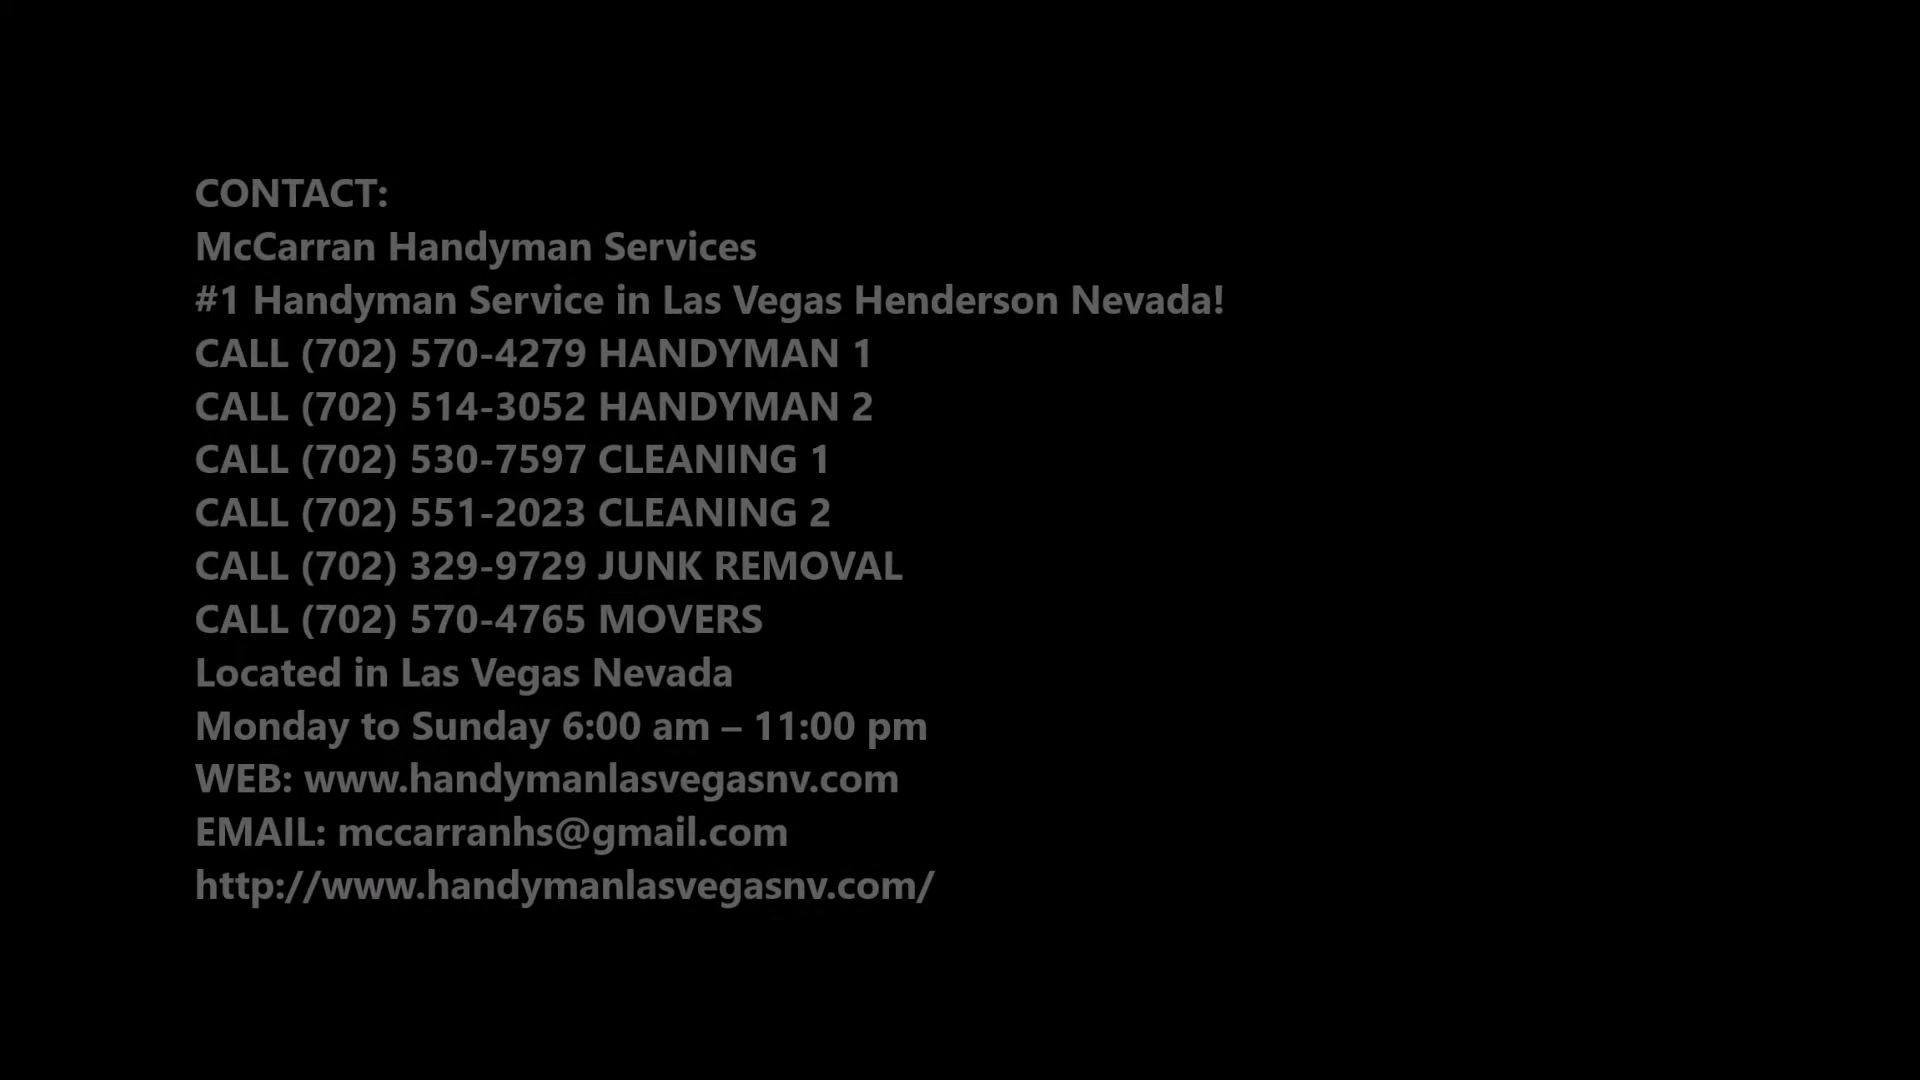 CONTACT:
McCarran Handyman Services
#1 Handyman Service in Las Vegas Henderson Nevada!
CALL (702) 570-4279 HANDYMAN 1
CALL (702) 514-3052 HANDYMAN 2
CALL (702) 530-7597 CLEANING 1
CALL (702) 551-2023 CLEANING 2
CALL (702) 329-9729 JUNK REMOVAL
CALL (702) 570-4765 MOVERS
Located in Las Vegas Nevada
Monday to Sunday 6:00 am – 11:00 pm
WEB: www.handymanlasvegasnv.com
EMAIL: mccarranhs@gmail.com
http://www.handymanlasvegasnv.com/